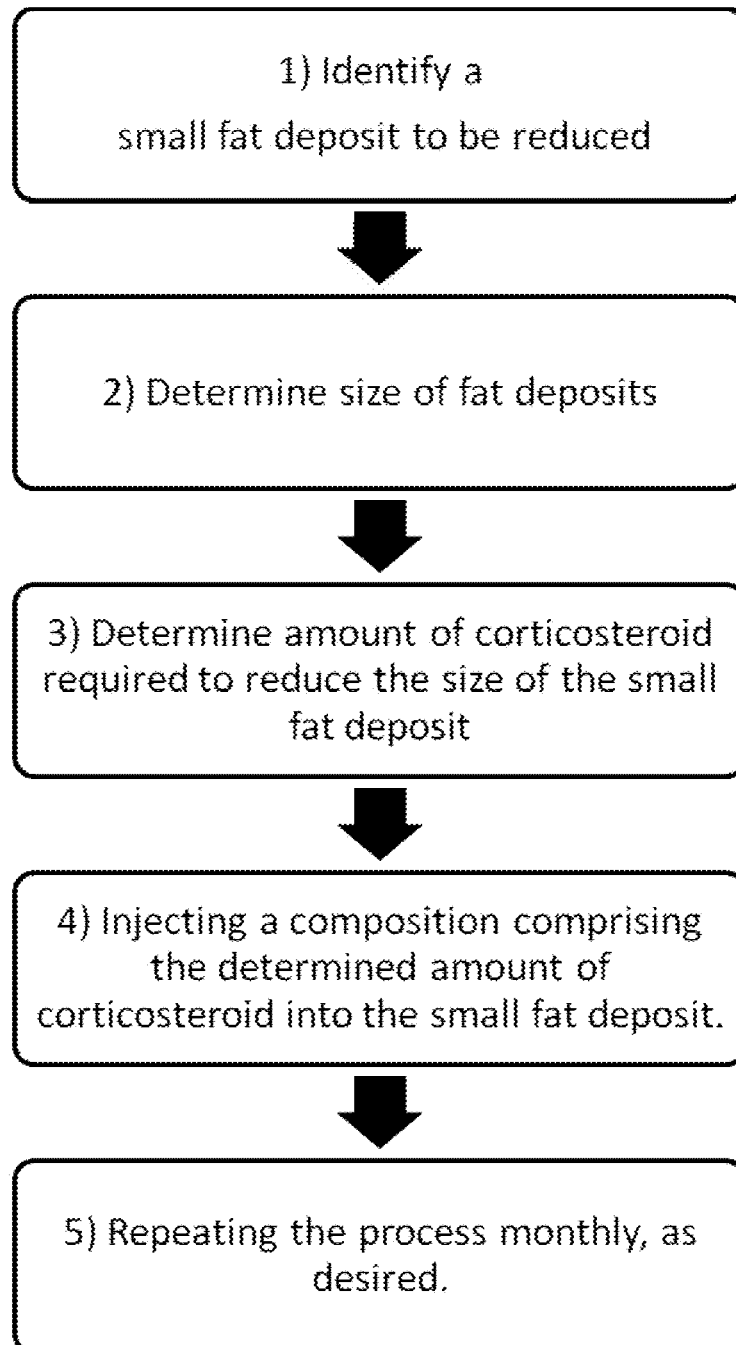 1) Identify a
small fat deposit to be reduced
2) Determine size of fat deposits
3) Determine amount of corticosteroid
required to reduce the size of the small
fat deposit
4) Injecting a composition comprising
the determined amount of
corticosteroid into the small fat deposit.
5) Repeating the process monthly, as
desired.